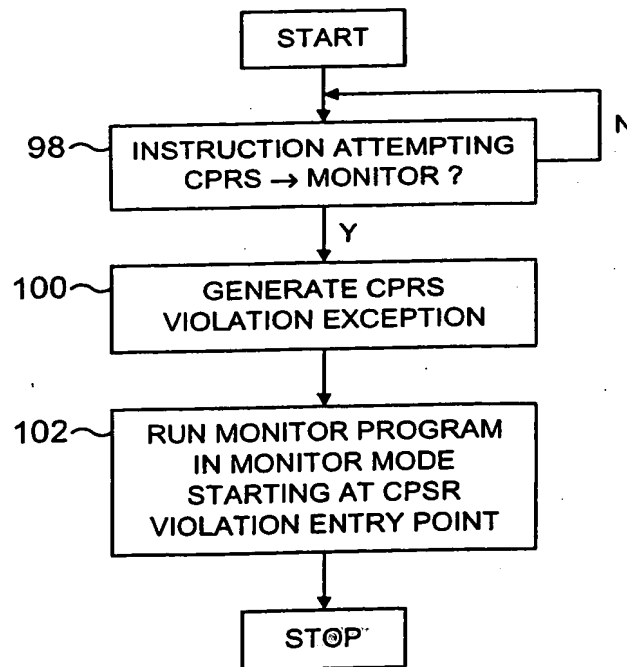 START
N
98
INSTRUCTION ATTEMPTING
CPRS → MONITOR ?
Y
100
GENERATE CPRS
VIOLATION EXCEPTION
102
RUN MONITOR PROGRAM
IN MONITOR MODE
STARTING AT CPSR
VIOLATION ENTRY POINT
STOP